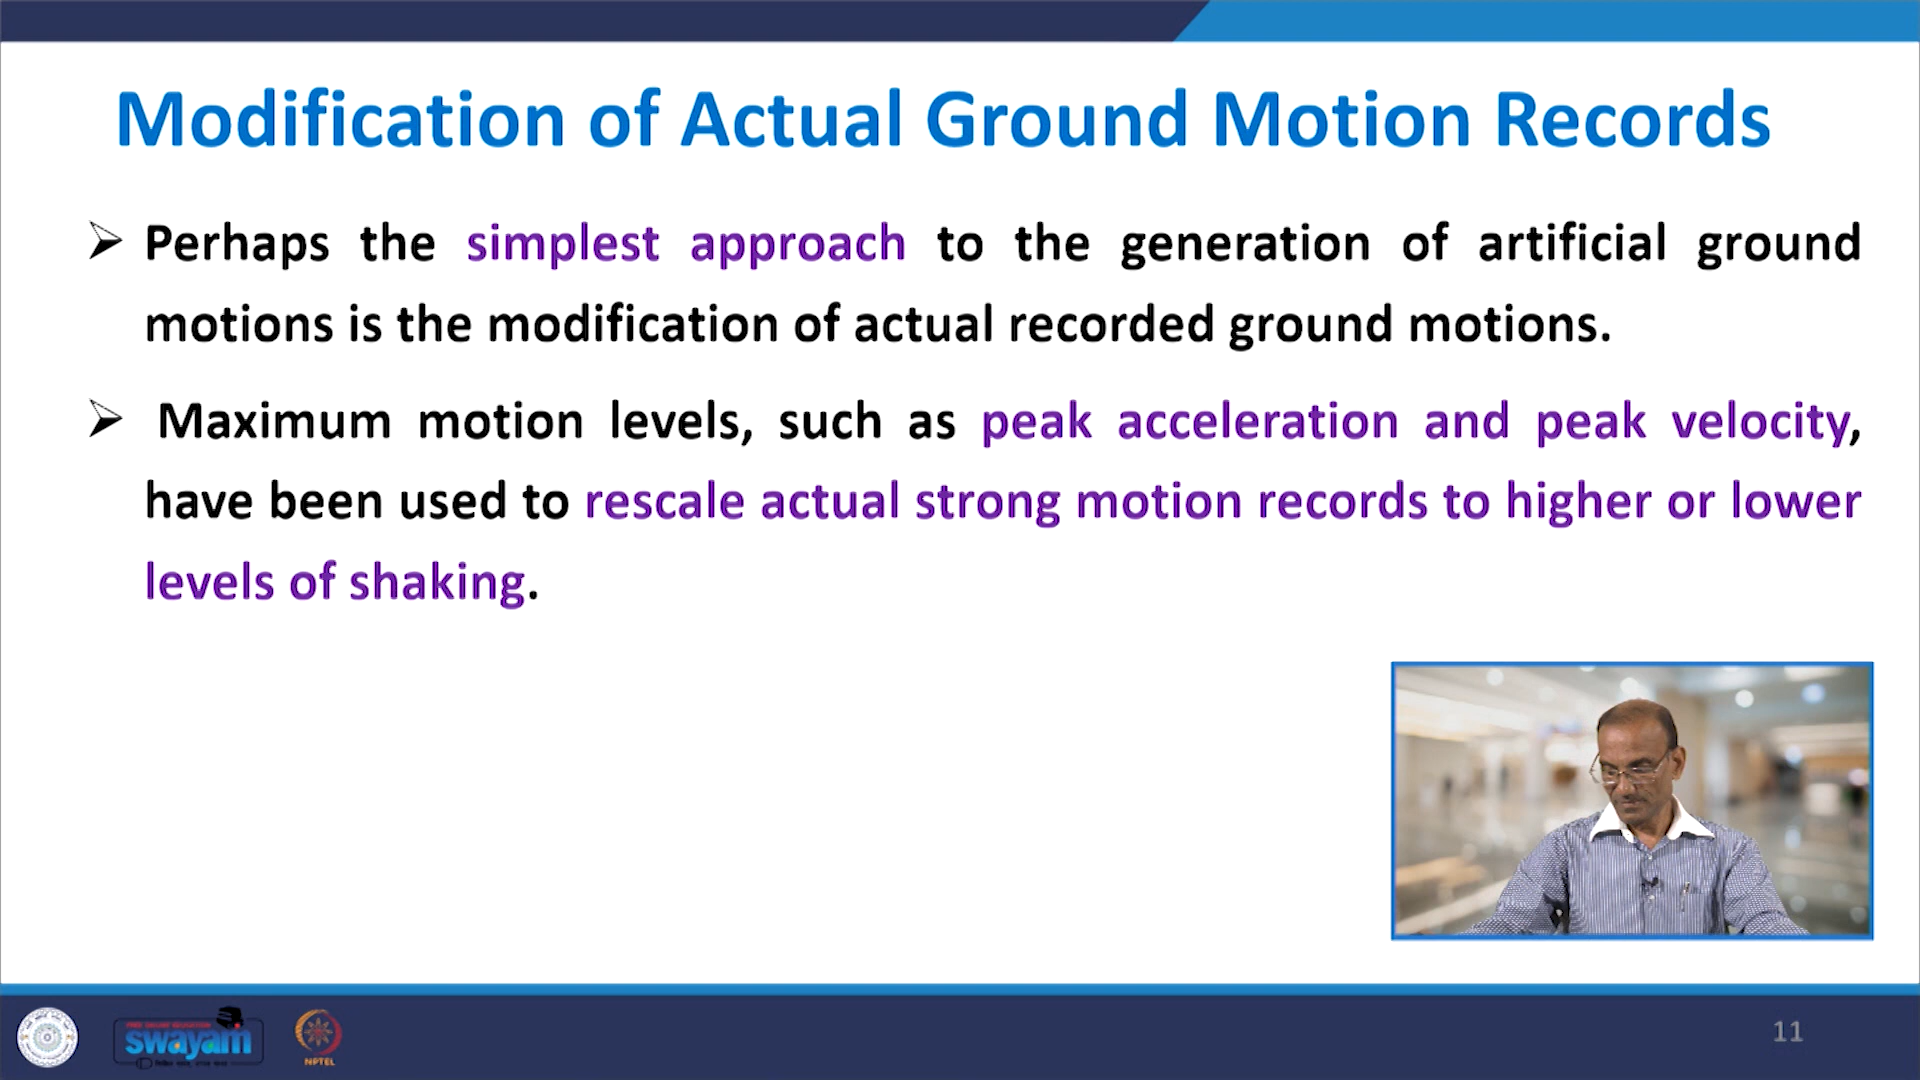 Modification of Actual Ground Motion Records
➢ Perhaps the simplest approach to the generation of artificial ground
motions is the modification of actual recorded ground motions.
➢ Maximum motion levels, such as peak acceleration and peak velocity,
have been used to rescale actual strong motion records to higher or lower
levels of shaking.
swayam
NPTEL
11